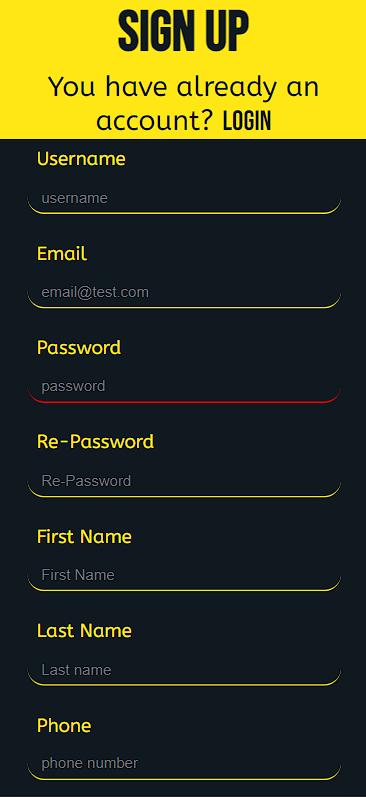 SIGN UP
You have already an
account? LOGIN
Username
username
Email
email@test.com
Password
password
Re-Password
Re-Password
First Name
First Name
Last Name
Last name
Phone
phone number